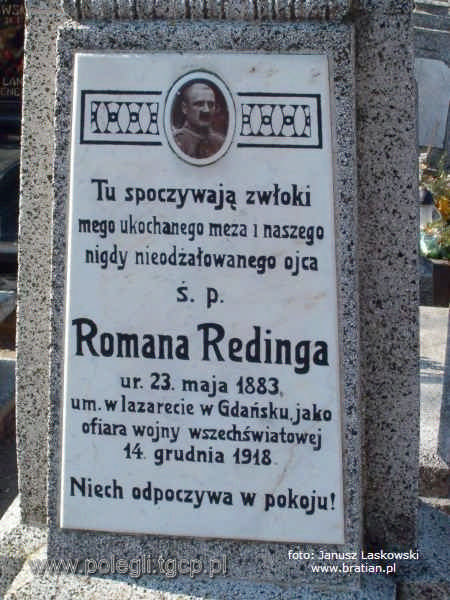 Tu spoczywają zwłoki
mego ukochanego męża i naszego
nigdy nieodżałowanego ojca
ś. p.
Romana Redinga
ur. 23. maja 1883,
um. w lazarecie w Gdańsku, jako
ofiara wojny wszechświatowej
14. grudnia 1918.
Niech odpoczywa w pokoju!
foto: Janusz Laskowski
www.bratian.pl
www.polegli.tgcp.pl